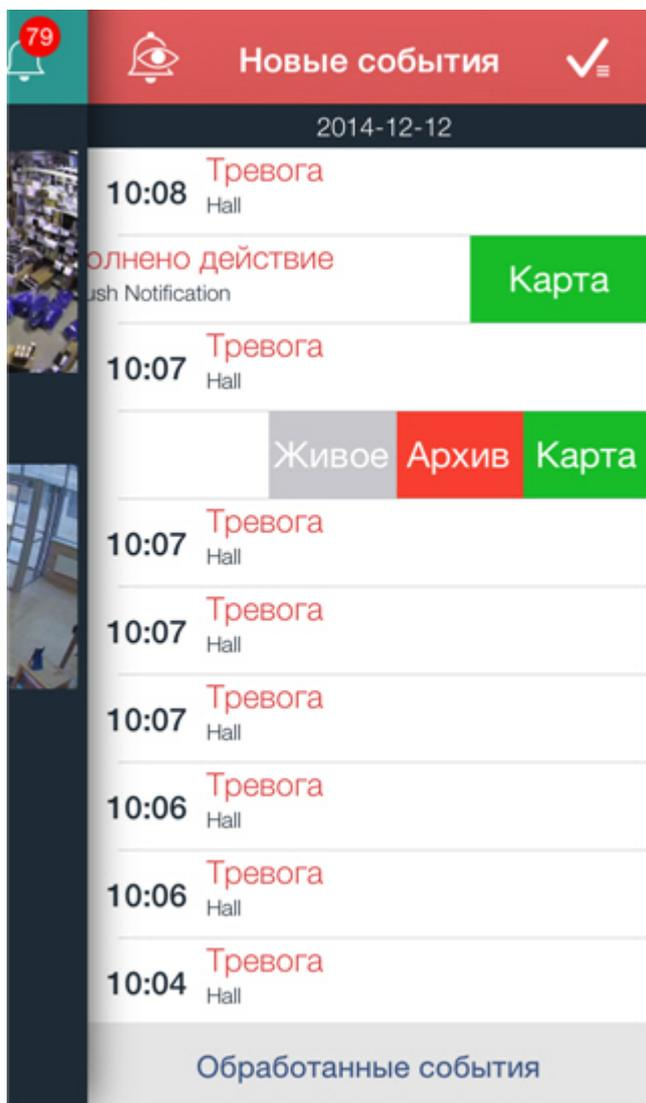 79
Новые события
2014-12-12
10:08 Тревога
Hall
действие
Notification
Карта
10:07 Тревога
Hall
Живое Архив Карта
10:07 Тревога
Hall
10:07 Тревога
Hall
10:07 Тревога
Hall
10:06 Тревога
Hall
10:06 Тревога
Hall
10:04 Тревога
Hall
Обработанные события